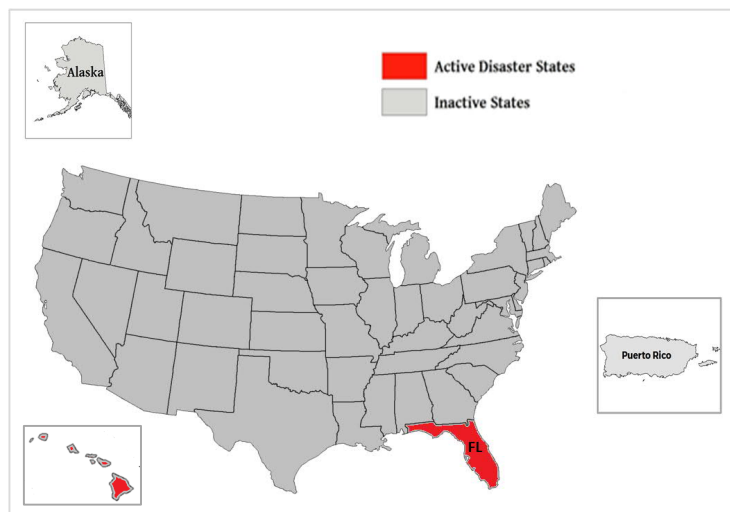 Alaska
Active Disaster States
Inactive States
Puerto Rico
FL